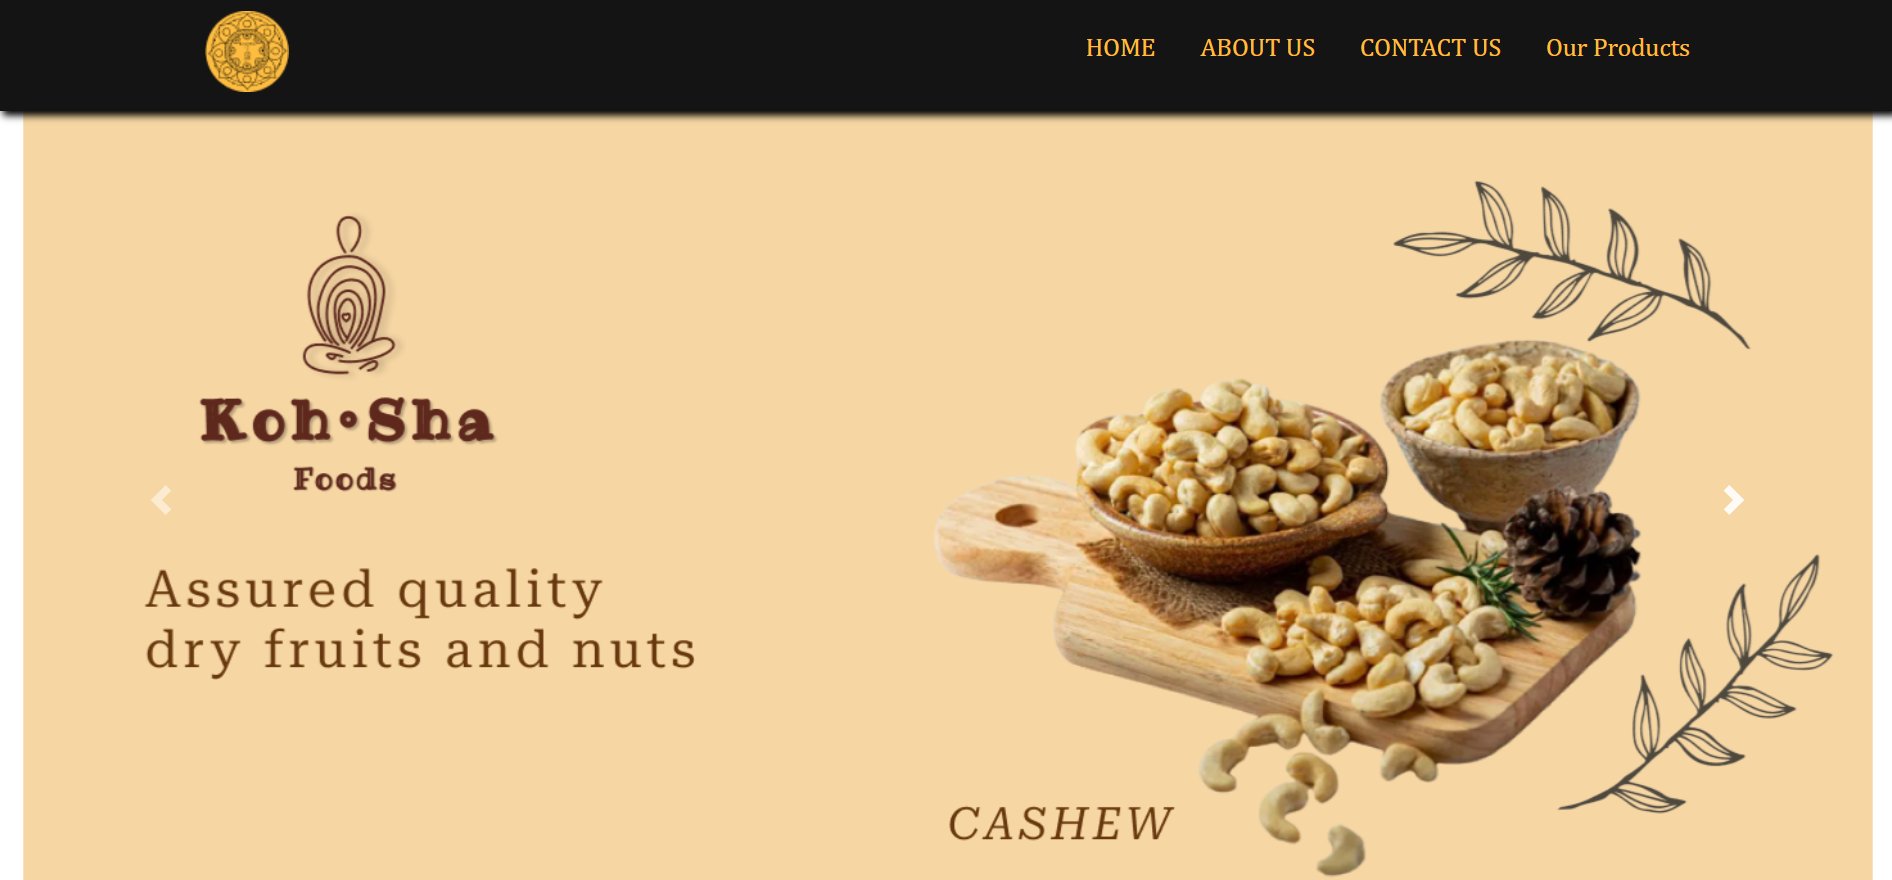 HOME ABOUT US CONTACT US Our Products
Koh·Sha
Foods
Assured quality
dry fruits and nuts
CASHEW